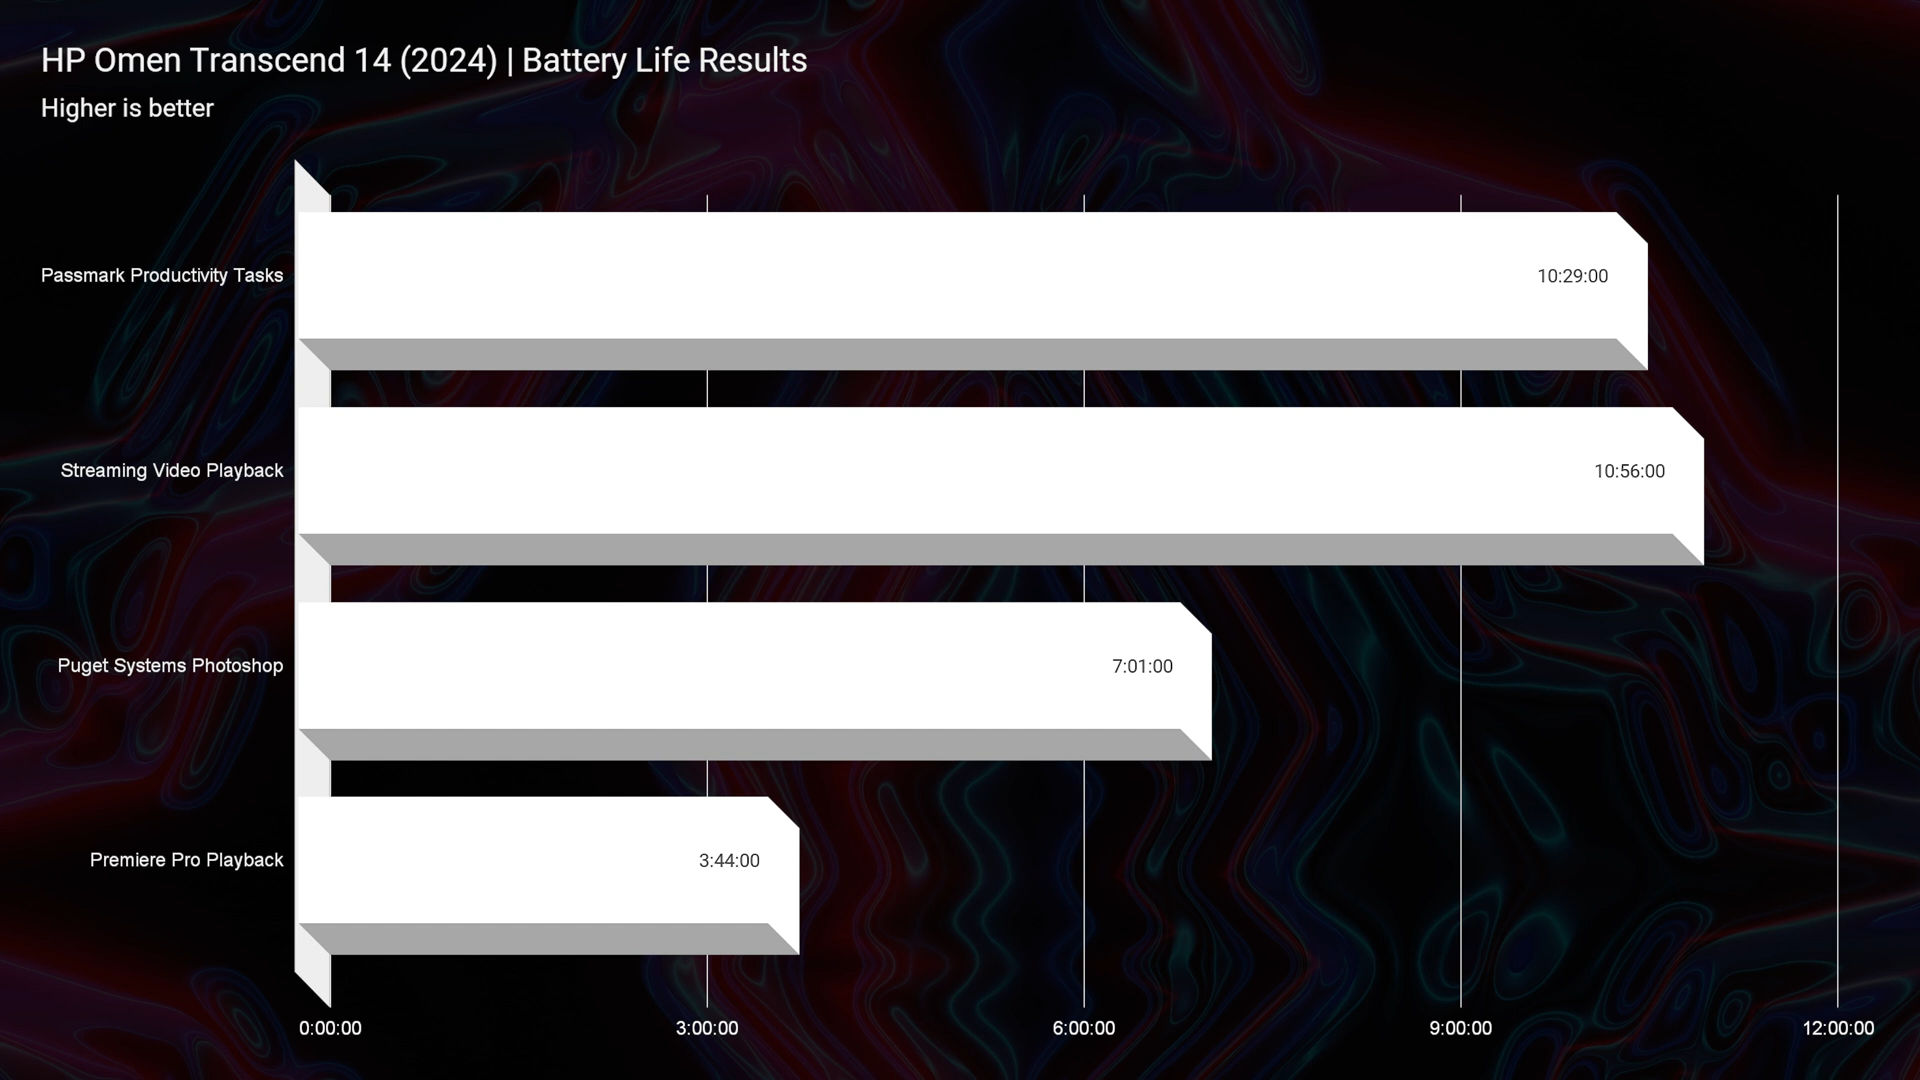 HP Omen Transcend 14 (2024) | Battery Life Results
Higher is better
Passmark Productivity Tasks
10:29:00
Streaming Video Playback
10:56:00
Puget Systems Photoshop
7:01:00
Premiere Pro Playback
3:44:00
0:00:00
3:00:00
6:00:00
9:00:00
12:00:00